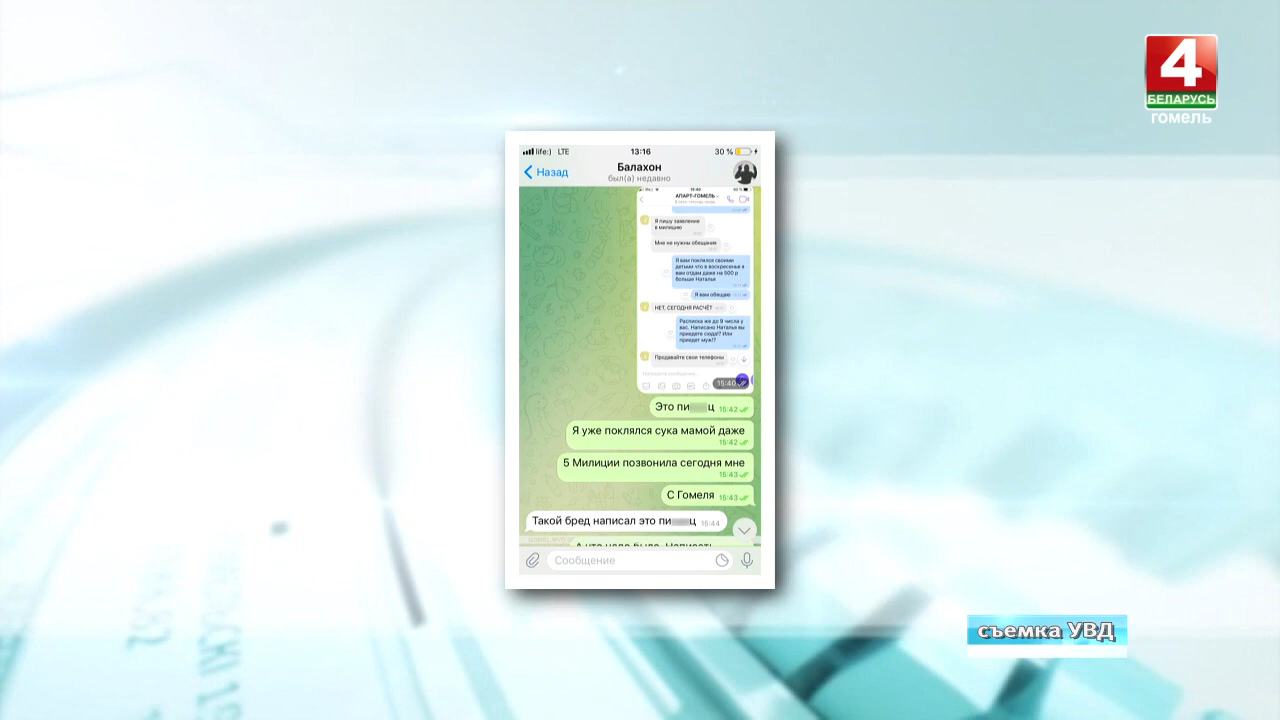 4
БЕЛАРУСЬ
гомель
life:) LTE 13:16 30 %
Назад
Балахон
был(а) недавно
АПАРТ-ГОМЕЛЬ
Я пишу заявление
в милицию
Мне не нужны обещания
Я вам поклялся своими
детьми что в воскресенье я
вам отдам даже на 500 р
больше Наталья
Я вам обещаю
НЕТ, СЕГОДНЯ РАСЧЁТ
Расписка же до 9 числа у
вас. Написано Наталья вы
приедете сюда? Или
приедет муж!?
Продавайте свои телефоны
Напишите сообщение...
15:40
Это пи ц 15:42
Я уже поклялся сука мамой даже
15:42
5 Милиции позвонила сегодня мне
15:43
С Гомеля 15:43
Такой бред написал это пи ц 15:44
Сообщение
съемка УВД